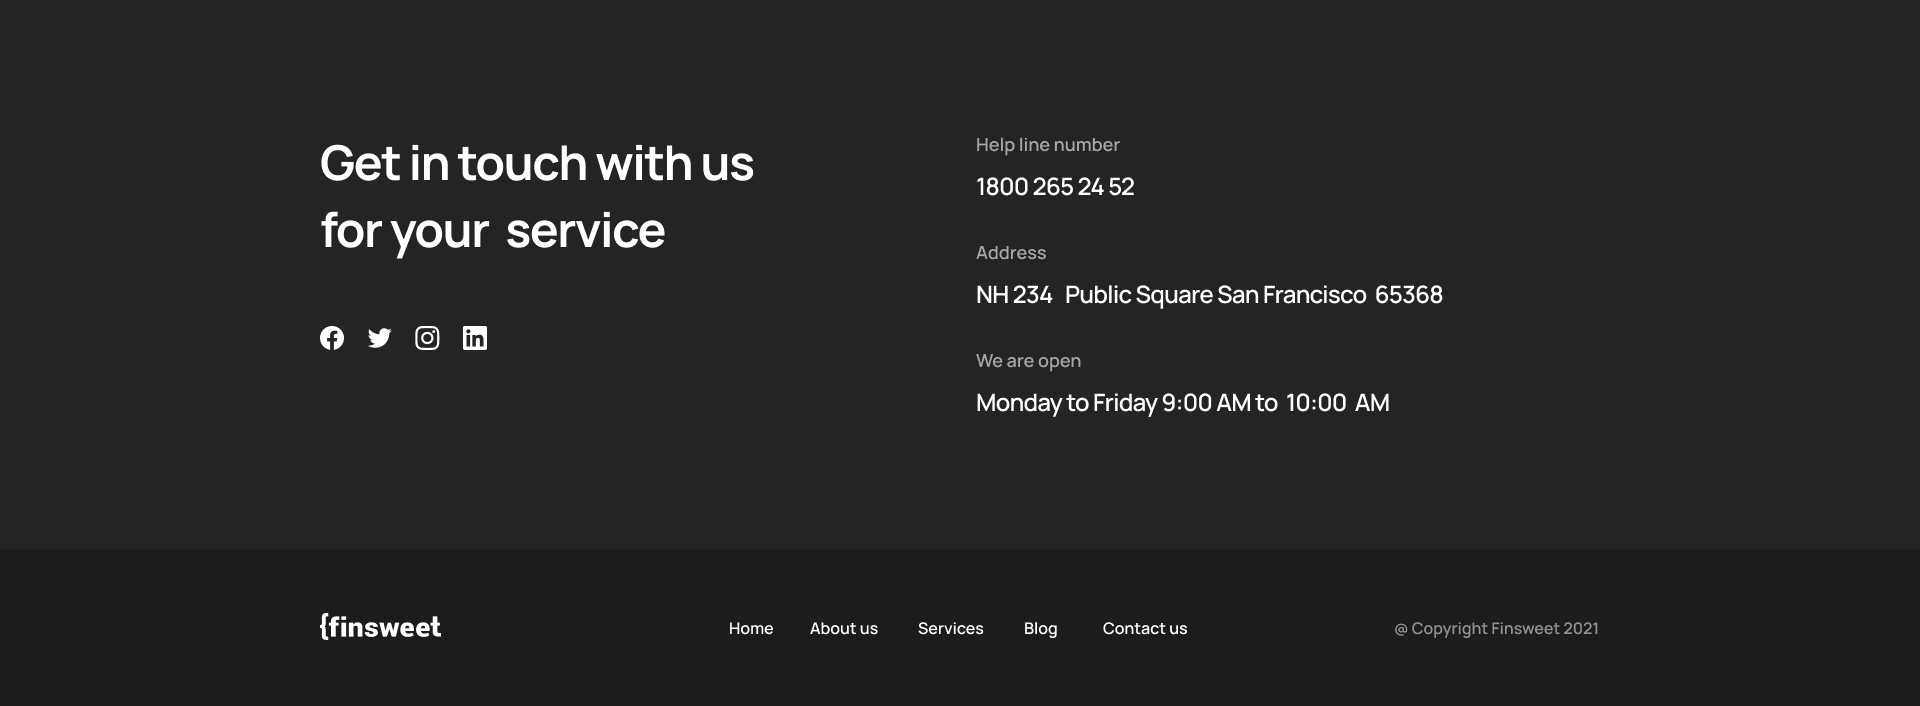 Get in touch with us
for your service
Help line number
1800 265 24 52
Address
NH 234 Public Square San Francisco 65368
We are open
Monday to Friday 9:00 AM to 10:00 AM
{finsweet
Home About us Services Blog Contact us
@ Copyright Finsweet 2021